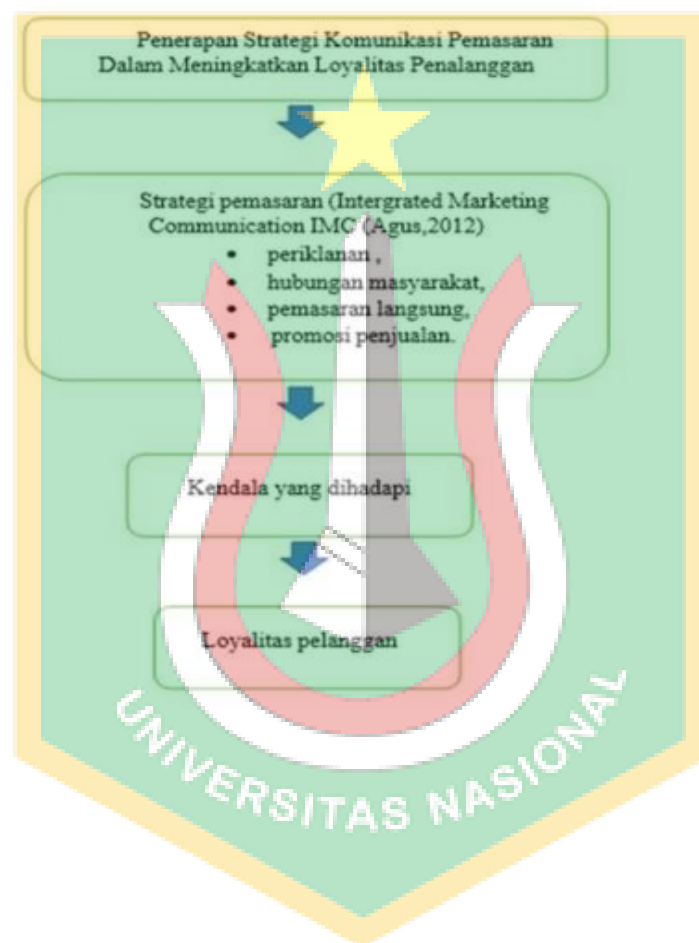 Penerapan Strategi Komunikasi Pemasaran
Dalam Meningkatkan Loyalitas Penalanggan
Strategi pemasaran (Intergrated Marketing
Communication IMC (Agus,2012)
• periklanan ,
• hubungan masyarakat,
• pemasaran langsung,
• promosi penjualan.
Kendala yang dihadapi
Loyalitas pelanggan
UNIVERSITAS NASIONAL